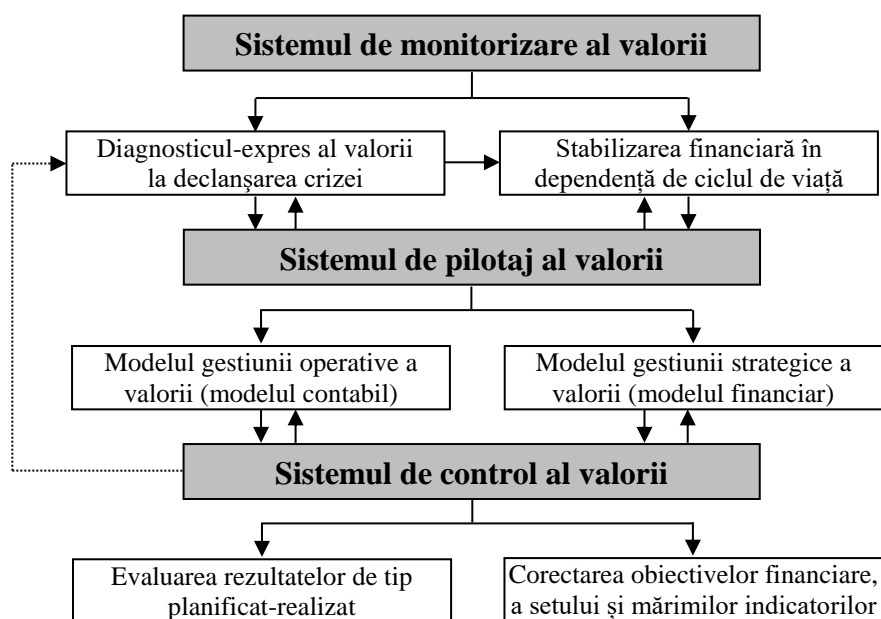 Sistemul de monitorizare al valorii
Diagnosticul-expres al valorii
la declanşarea crizei
Stabilizarea financiară în
dependență de ciclul de viață
Sistemul de pilotaj al valorii
Modelul gestiunii operative a
valorii (modelul contabil)
Modelul gestiunii strategice a
valorii (modelul financiar)
Sistemul de control al valorii
Evaluarea rezultatelor de tip
planificat-realizat
Corectarea obiectivelor financiare,
a setului și mărimilor indicatorilor